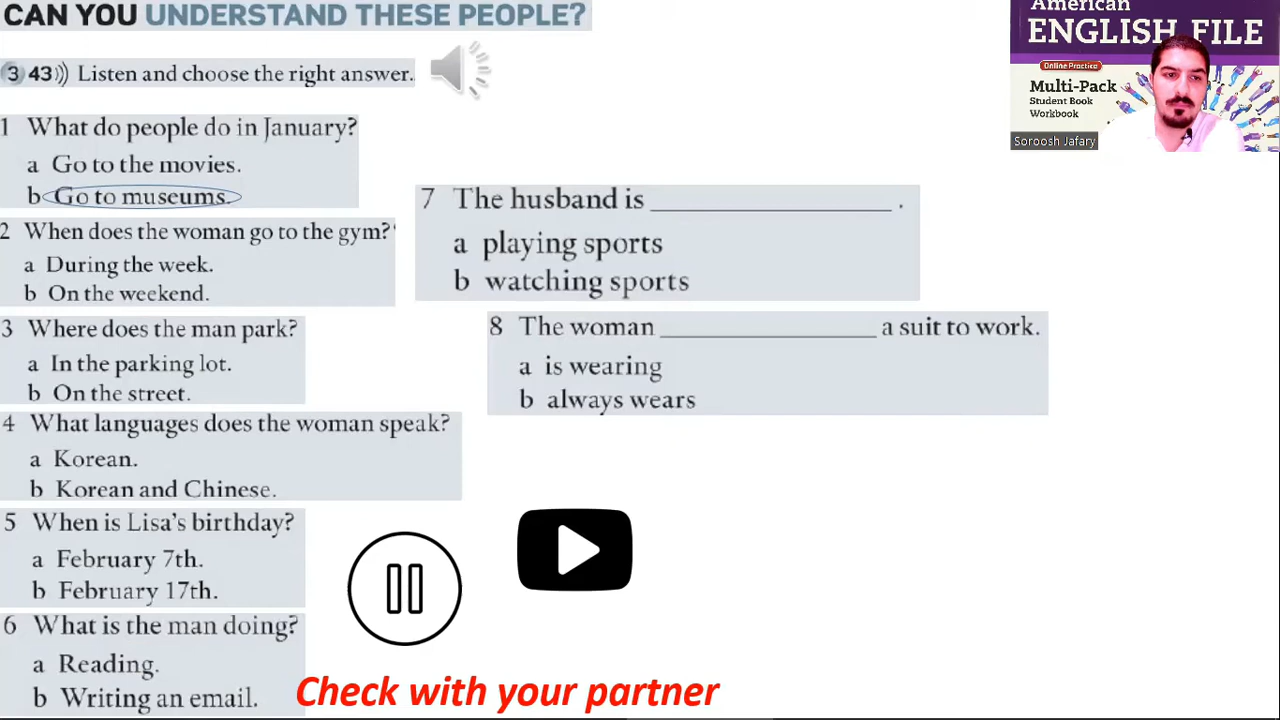 CAN YOU UNDERSTAND THESE PEOPLE?
3 43)) Listen and choose the right answer.
1 What do people do in January?
a Go to the movies.
b Go to museums.
2 When does the woman go to the gym?
a During the week.
b On the weekend.
3 Where does the man park?
a In the parking lot.
b On the street.
4 What languages does the woman speak?
a Korean.
b Korean and Chinese.
5 When is Lisa's birthday?
a February 7th.
b February 17th.
6 What is the man doing?
a Reading.
b Writing an email.
7 The husband is ____________________ .
a playing sports
b watching sports
8 The woman __________________ a suit to work.
a is wearing
b always wears
Check with your partner
American
ENGLISH FILE
Online Practice
Multi-Pack
Student Book
Workbook
Soroosh Jafary